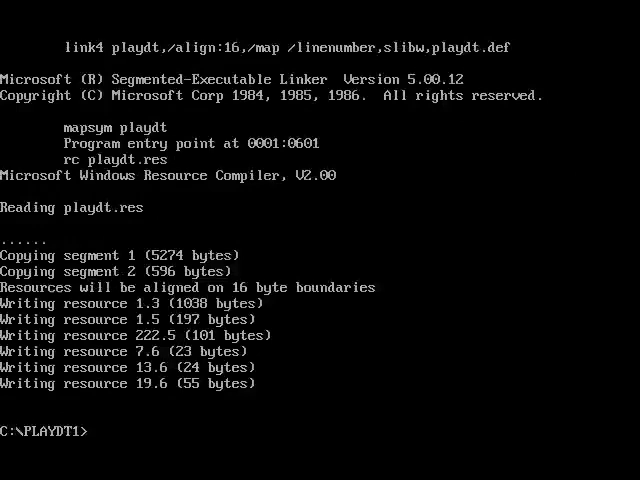 link4 playdt,/align:16,/map /linenumber,slibw,playdt.def
Microsoft (R) Segmented-Executable Linker  Version 5.00.12
Copyright (C) Microsoft Corp 1984, 1985, 1986.  All rights reserved.
mapsym playdt
Program entry point at 0001:0601
rc playdt.res
Microsoft Windows Resource Compiler, V2.00
Reading playdt.res
......
Copying segment 1 (5274 bytes)
Copying segment 2 (596 bytes)
Resources will be aligned on 16 byte boundaries
Writing resource 1.3 (1038 bytes)
Writing resource 1.5 (197 bytes)
Writing resource 222.5 (101 bytes)
Writing resource 7.6 (23 bytes)
Writing resource 13.6 (24 bytes)
Writing resource 19.6 (55 bytes)
C:\PLAYDT1>